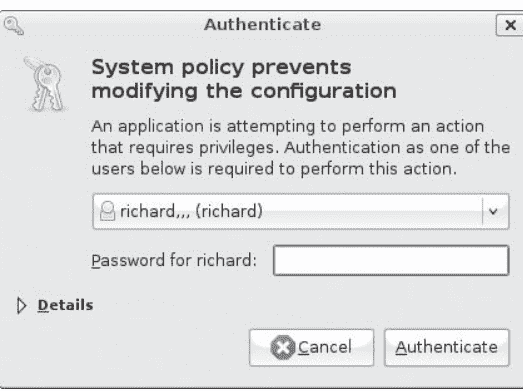 Authenticate
System policy prevents
modifying the configuration
An application is attempting to perform an action
that requires privileges. Authentication as one of the
users below is required to perform this action.
richard,,, (richard)
Password for richard:
Details
Cancel
Authenticate